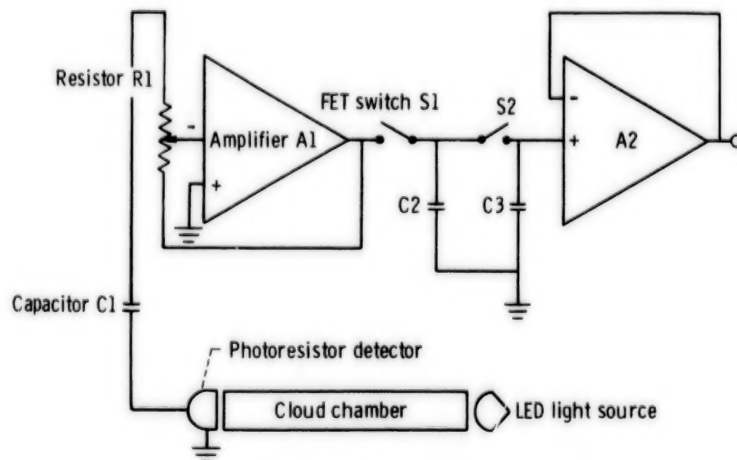 Resistor R1
-
Amplifier A1
+
FET switch S1
S2
-
+
A2
C2
C3
Capacitor C1
Photoresistor detector
Cloud chamber
LED light source